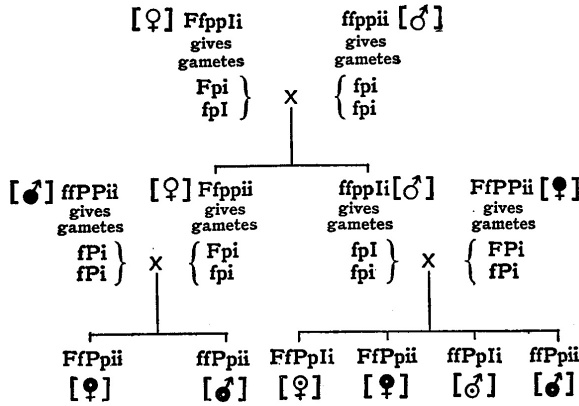 [♀] FfppIi ffppii [♂]
gives gives
gametes gametes
Fpi } x { fpi
fpI fpi
[♂] ffPPii [♀] Ffppii ffppIi [♂] FfPPii [♀]
gives gives gives gives
gametes gametes gametes gametes
fPi } x { Fpi fpI } x { FPi
fPi fpi fpi fPi
FfPpii ffPpii FfPpIi FfPpii ffPpIi ffPpii
[♀] [♂] [♀] [♀] [♂] [♂]